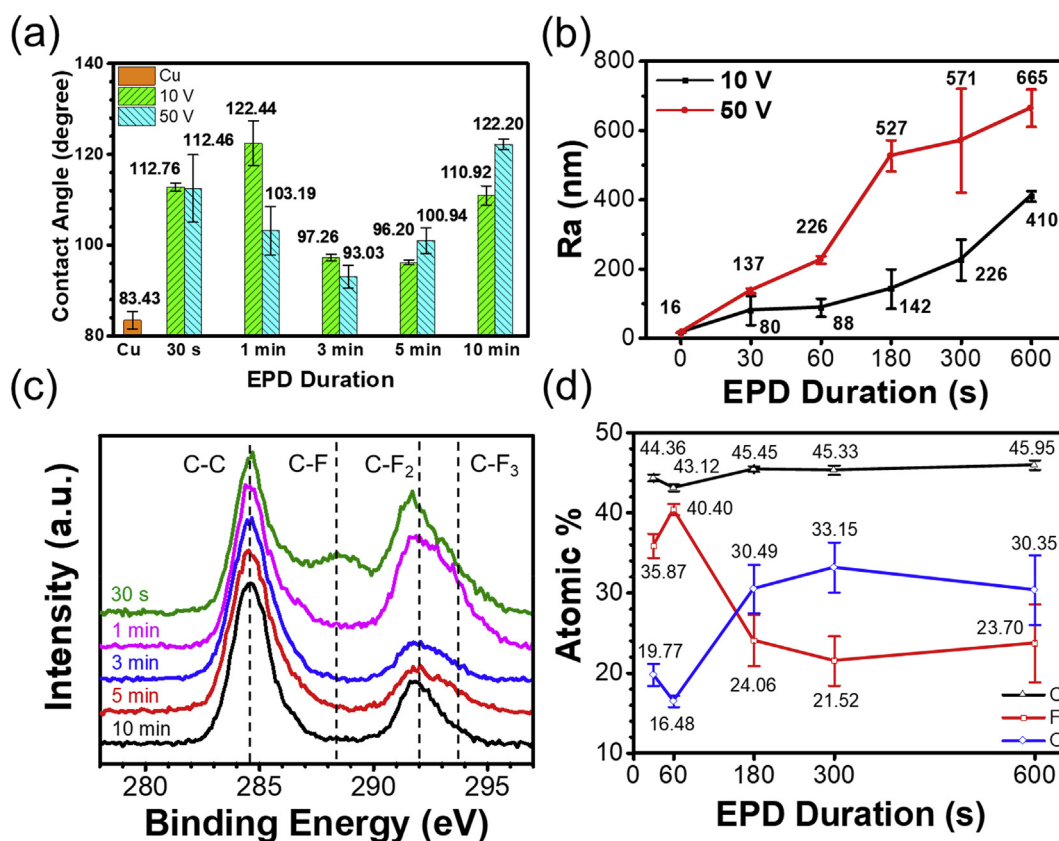 (a)
Contact Angle (degree)
140
120
100
80
Cu
10 V
50 V
83.43
112.76
112.46
122.44
103.19
97.26
93.03
96.20
100.94
110.92
122.20
Cu 30 s 1 min 3 min 5 min 10 min
EPD Duration
(b)
Ra (nm)
800
600
400
200
0
10 V
50 V
16
137
226
527
571
665
80
88
142
226
410
0 30 60 180 300 600
EPD Duration (s)
(c)
Intensity (a.u.)
C-C C-F C-F2 C-F3
30 s
1 min
3 min
5 min
10 min
280 285 290 295
Binding Energy (eV)
(d)
Atomic %
50
40
30
20
10
44.36
43.12
45.45
45.33
45.95
40.40
35.87
30.49
33.15
30.35
19.77
16.48
24.06
21.52
23.70
F
0 60 180 300 600
EPD Duration (s)